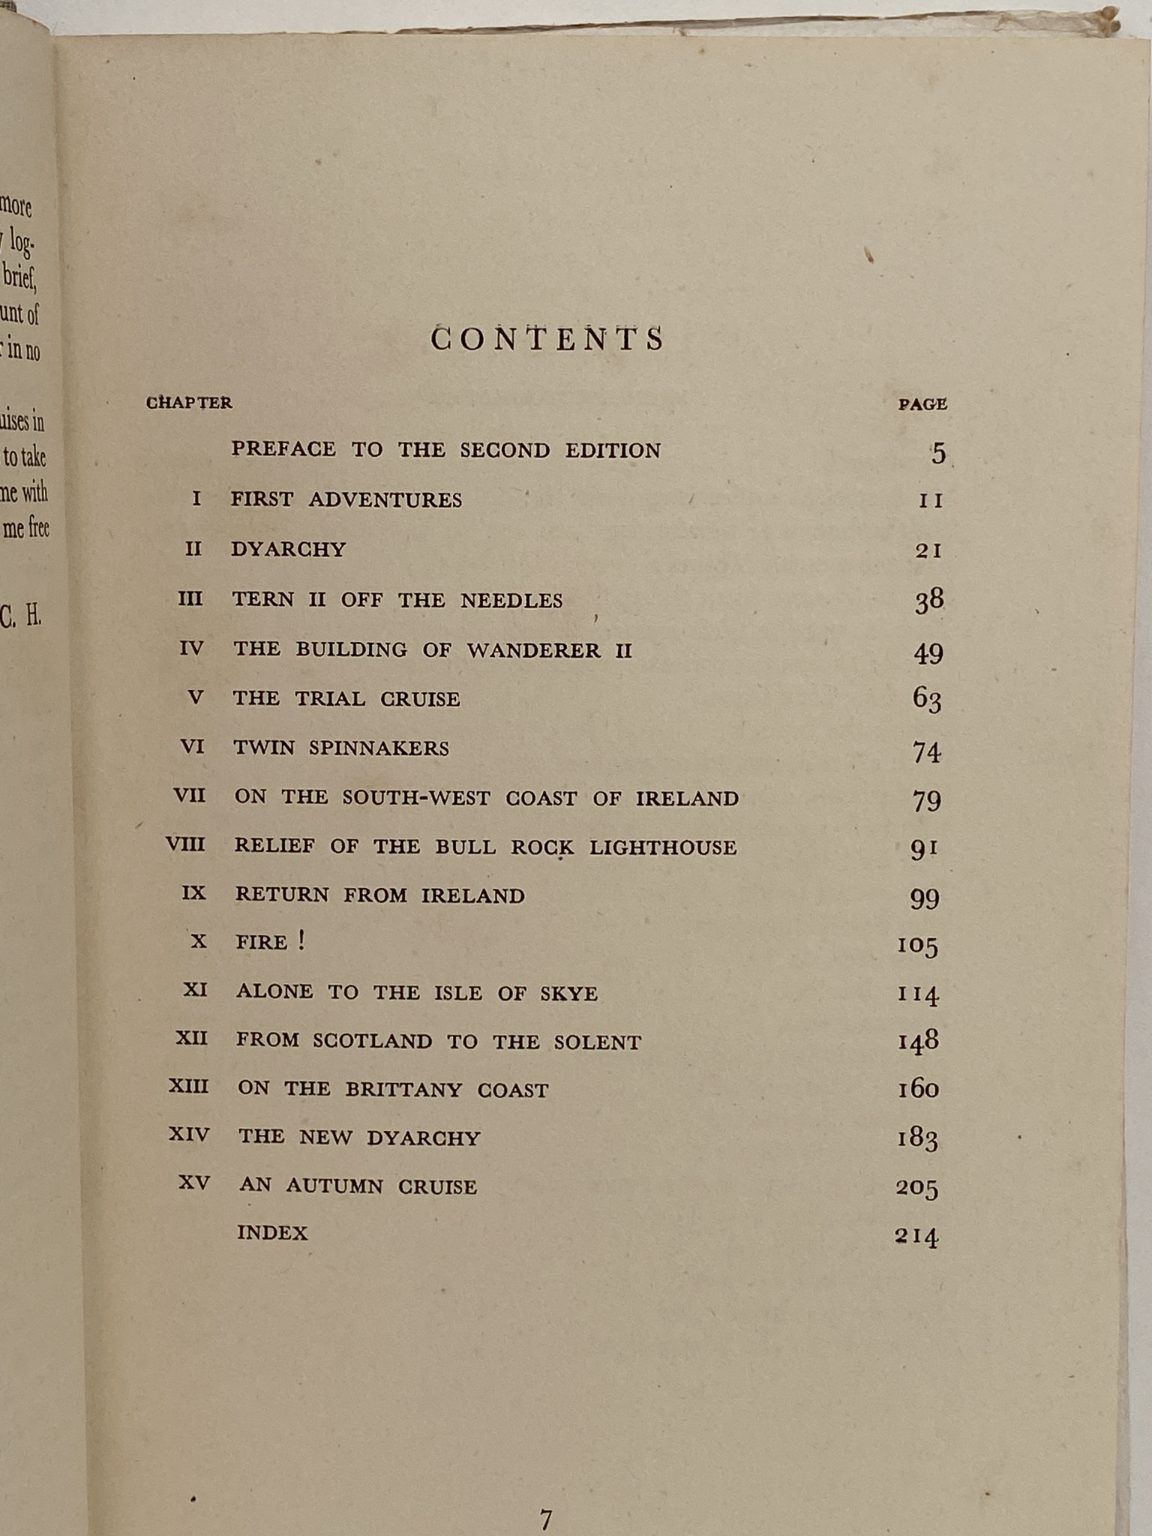 more
log-
brief,
unt of
in no
uises in
to take
me with
me free
C. H.
CONTENTS
CHAPTER PAGE
PREFACE TO THE SECOND EDITION 5
I FIRST ADVENTURES 11
II DYARCHY 21
III TERN II OFF THE NEEDLES 38
IV THE BUILDING OF WANDERER II 49
V THE TRIAL CRUISE 63
VI TWIN SPINNAKERS 74
VII ON THE SOUTH-WEST COAST OF IRELAND 79
VIII RELIEF OF THE BULL ROCK LIGHTHOUSE 91
IX RETURN FROM IRELAND 99
X FIRE ! 105
XI ALONE TO THE ISLE OF SKYE 114
XII FROM SCOTLAND TO THE SOLENT 148
XIII ON THE BRITTANY COAST 160
XIV THE NEW DYARCHY 183
XV AN AUTUMN CRUISE 205
INDEX 214
7